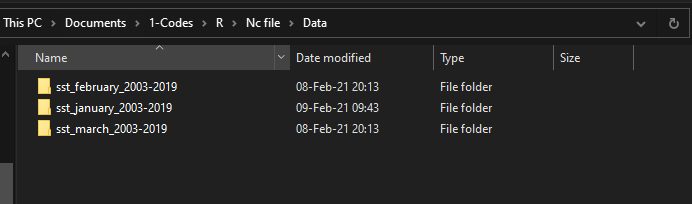 This PC > Documents > 1-Codes > R > Nc file > Data
Name Date modified Type Size
sst_february_2003-2019 08-Feb-21 20:13 File folder
sst_january_2003-2019 09-Feb-21 09:43 File folder
sst_march_2003-2019 08-Feb-21 20:13 File folder